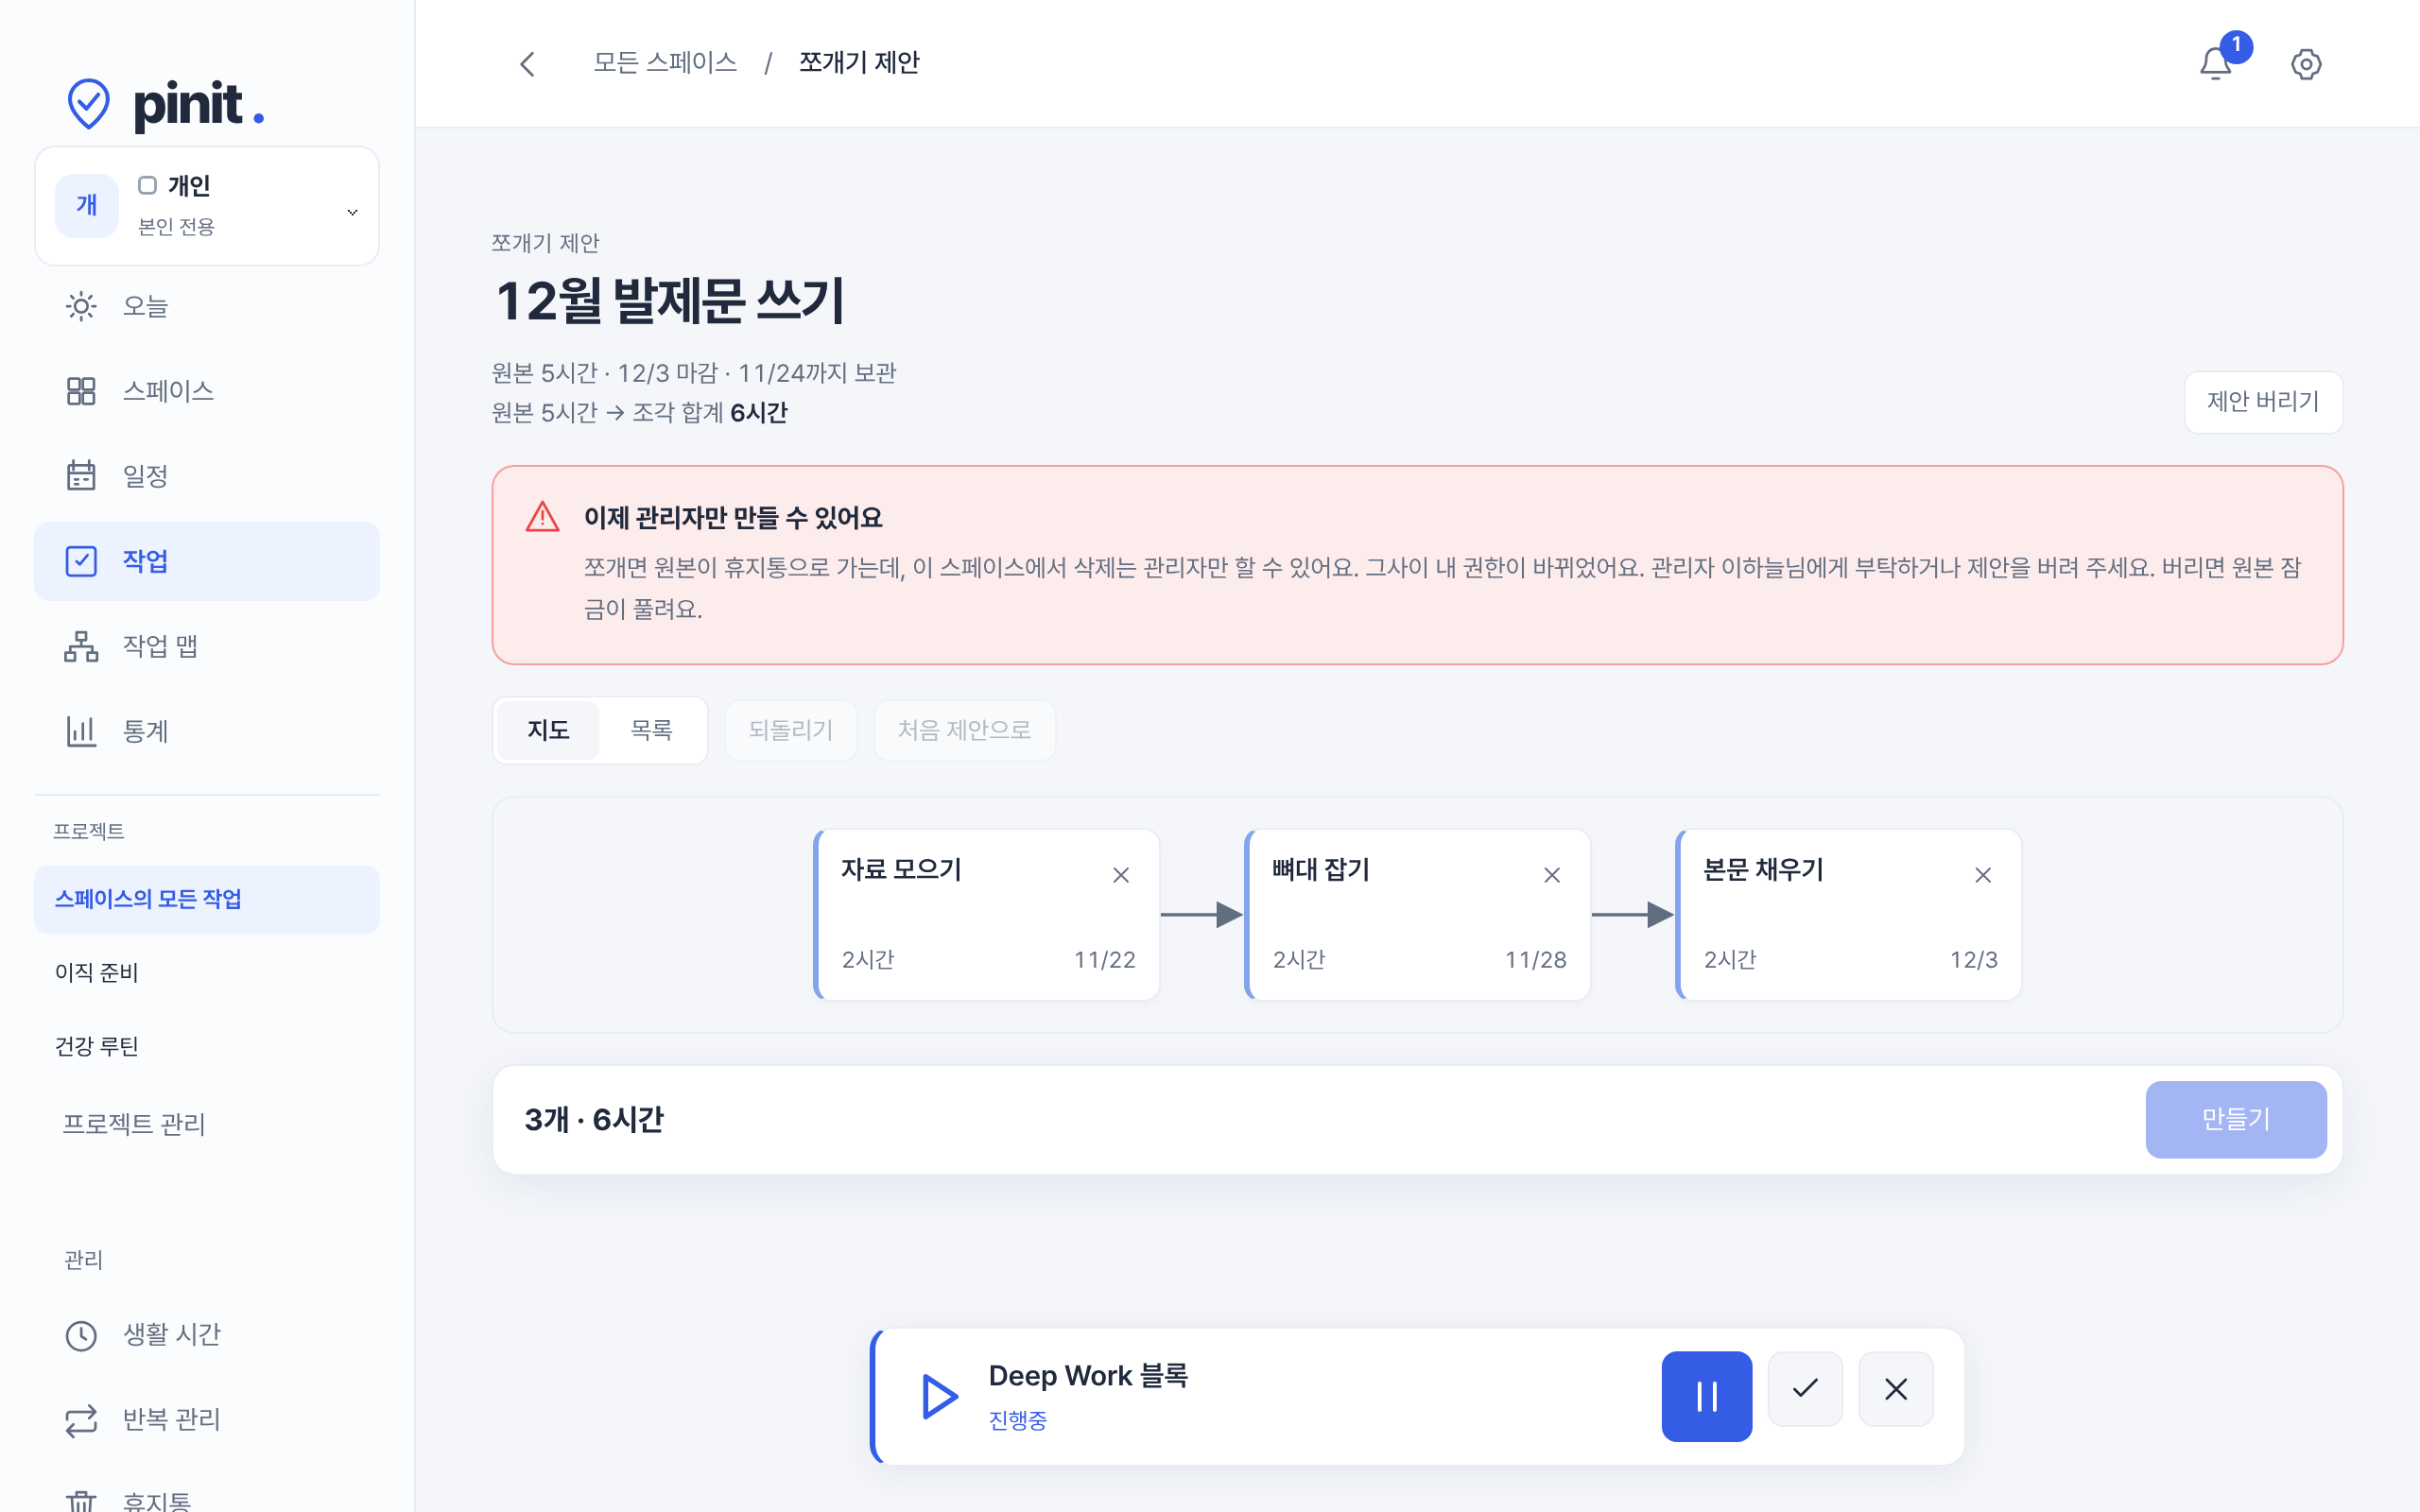 pinit.
개
개인
본인 전용
오늘
스페이스
일정
작업
작업 맵
통계
프로젝트
스페이스의 모든 작업
이직 준비
건강 루틴
프로젝트 관리
관리
생활 시간
반복 관리
휴지통
모든 스페이스 / 쪼개기 제안
1
쪼개기 제안
12월 발제문 쓰기
원본 5시간 · 12/3 마감 · 11/24까지 보관
원본 5시간 → 조각 합계 6시간
제안 버리기
이제 관리자만 만들 수 있어요
쪼개면 원본이 휴지통으로 가는데, 이 스페이스에서 삭제는 관리자만 할 수 있어요. 그사이 내 권한이 바뀌었어요. 관리자 이하늘님에게 부탁하거나 제안을 버려 주세요. 버리면 원본 잠
금이 풀려요.
지도
목록
되돌리기
처음 제안으로
자료 모으기
2시간
11/22
뼈대 잡기
2시간
11/28
본문 채우기
2시간
12/3
3개 · 6시간
만들기
Deep Work 블록
진행중